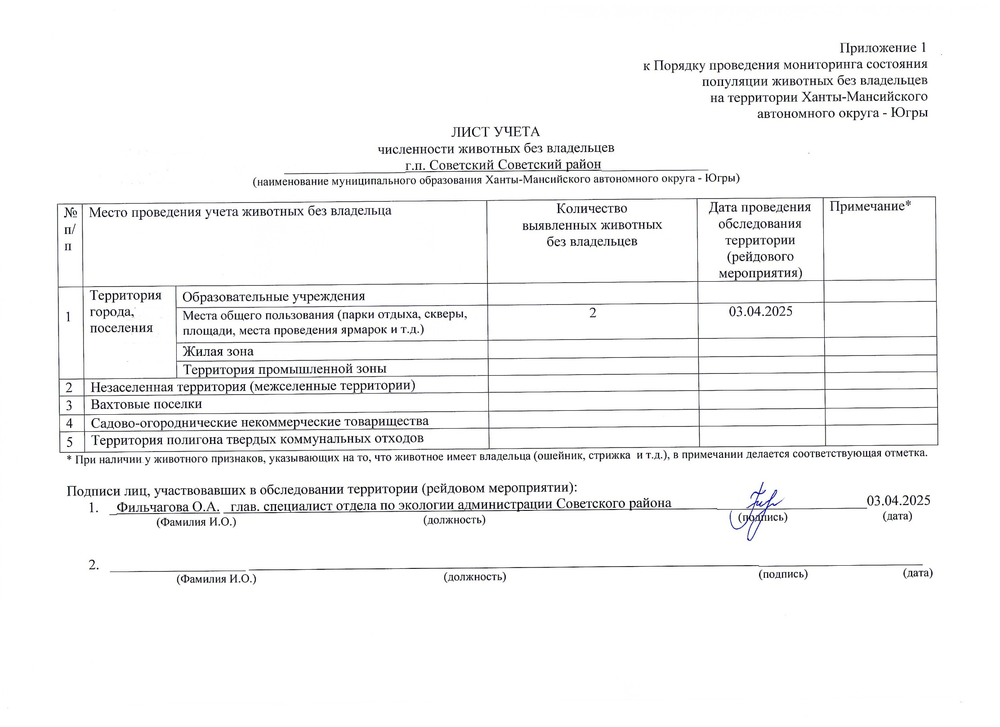 Приложение 1
к Порядку проведения мониторинга состояния
популяции животных без владельцев
на территории Ханты-Мансийского
автономного округа - Югры
ЛИСТ УЧЕТА
численности животных без владельцев
г.п. Советский Советский район
(наименование муниципального образования Ханты-Мансийского автономного округа - Югры)
№ п/п
Место проведения учета животных без владельца
Количество
выявленных животных
без владельцев
Дата проведения
обследования
территории
(рейдового
мероприятия)
Примечание*
1
Территория
города,
поселения
Образовательные учреждения
Места общего пользования (парки отдыха, скверы,
площади, места проведения ярмарок и т.д.)
2
03.04.2025
Жилая зона
Территория промышленной зоны
2 Незаселенная территория (межселенные территории)
3 Вахтовые поселки
4 Садово-огороднические некоммерческие товарищества
5 Территория полигона твердых коммунальных отходов
* При наличии у животного признаков, указывающих на то, что животное имеет владельца (ошейник, стрижка и т.д.), в примечании делается соответствующая отметка.
Подписи лиц, участвовавших в обследовании территории (рейдовом мероприятии):
1. Фильчагова О.А. глав. специалист отдела по экологии администрации Советского района 03.04.2025
(Фамилия И.О.) (должность) (подпись) (дата)
2.
(Фамилия И.О.) (должность) (подпись) (дата)